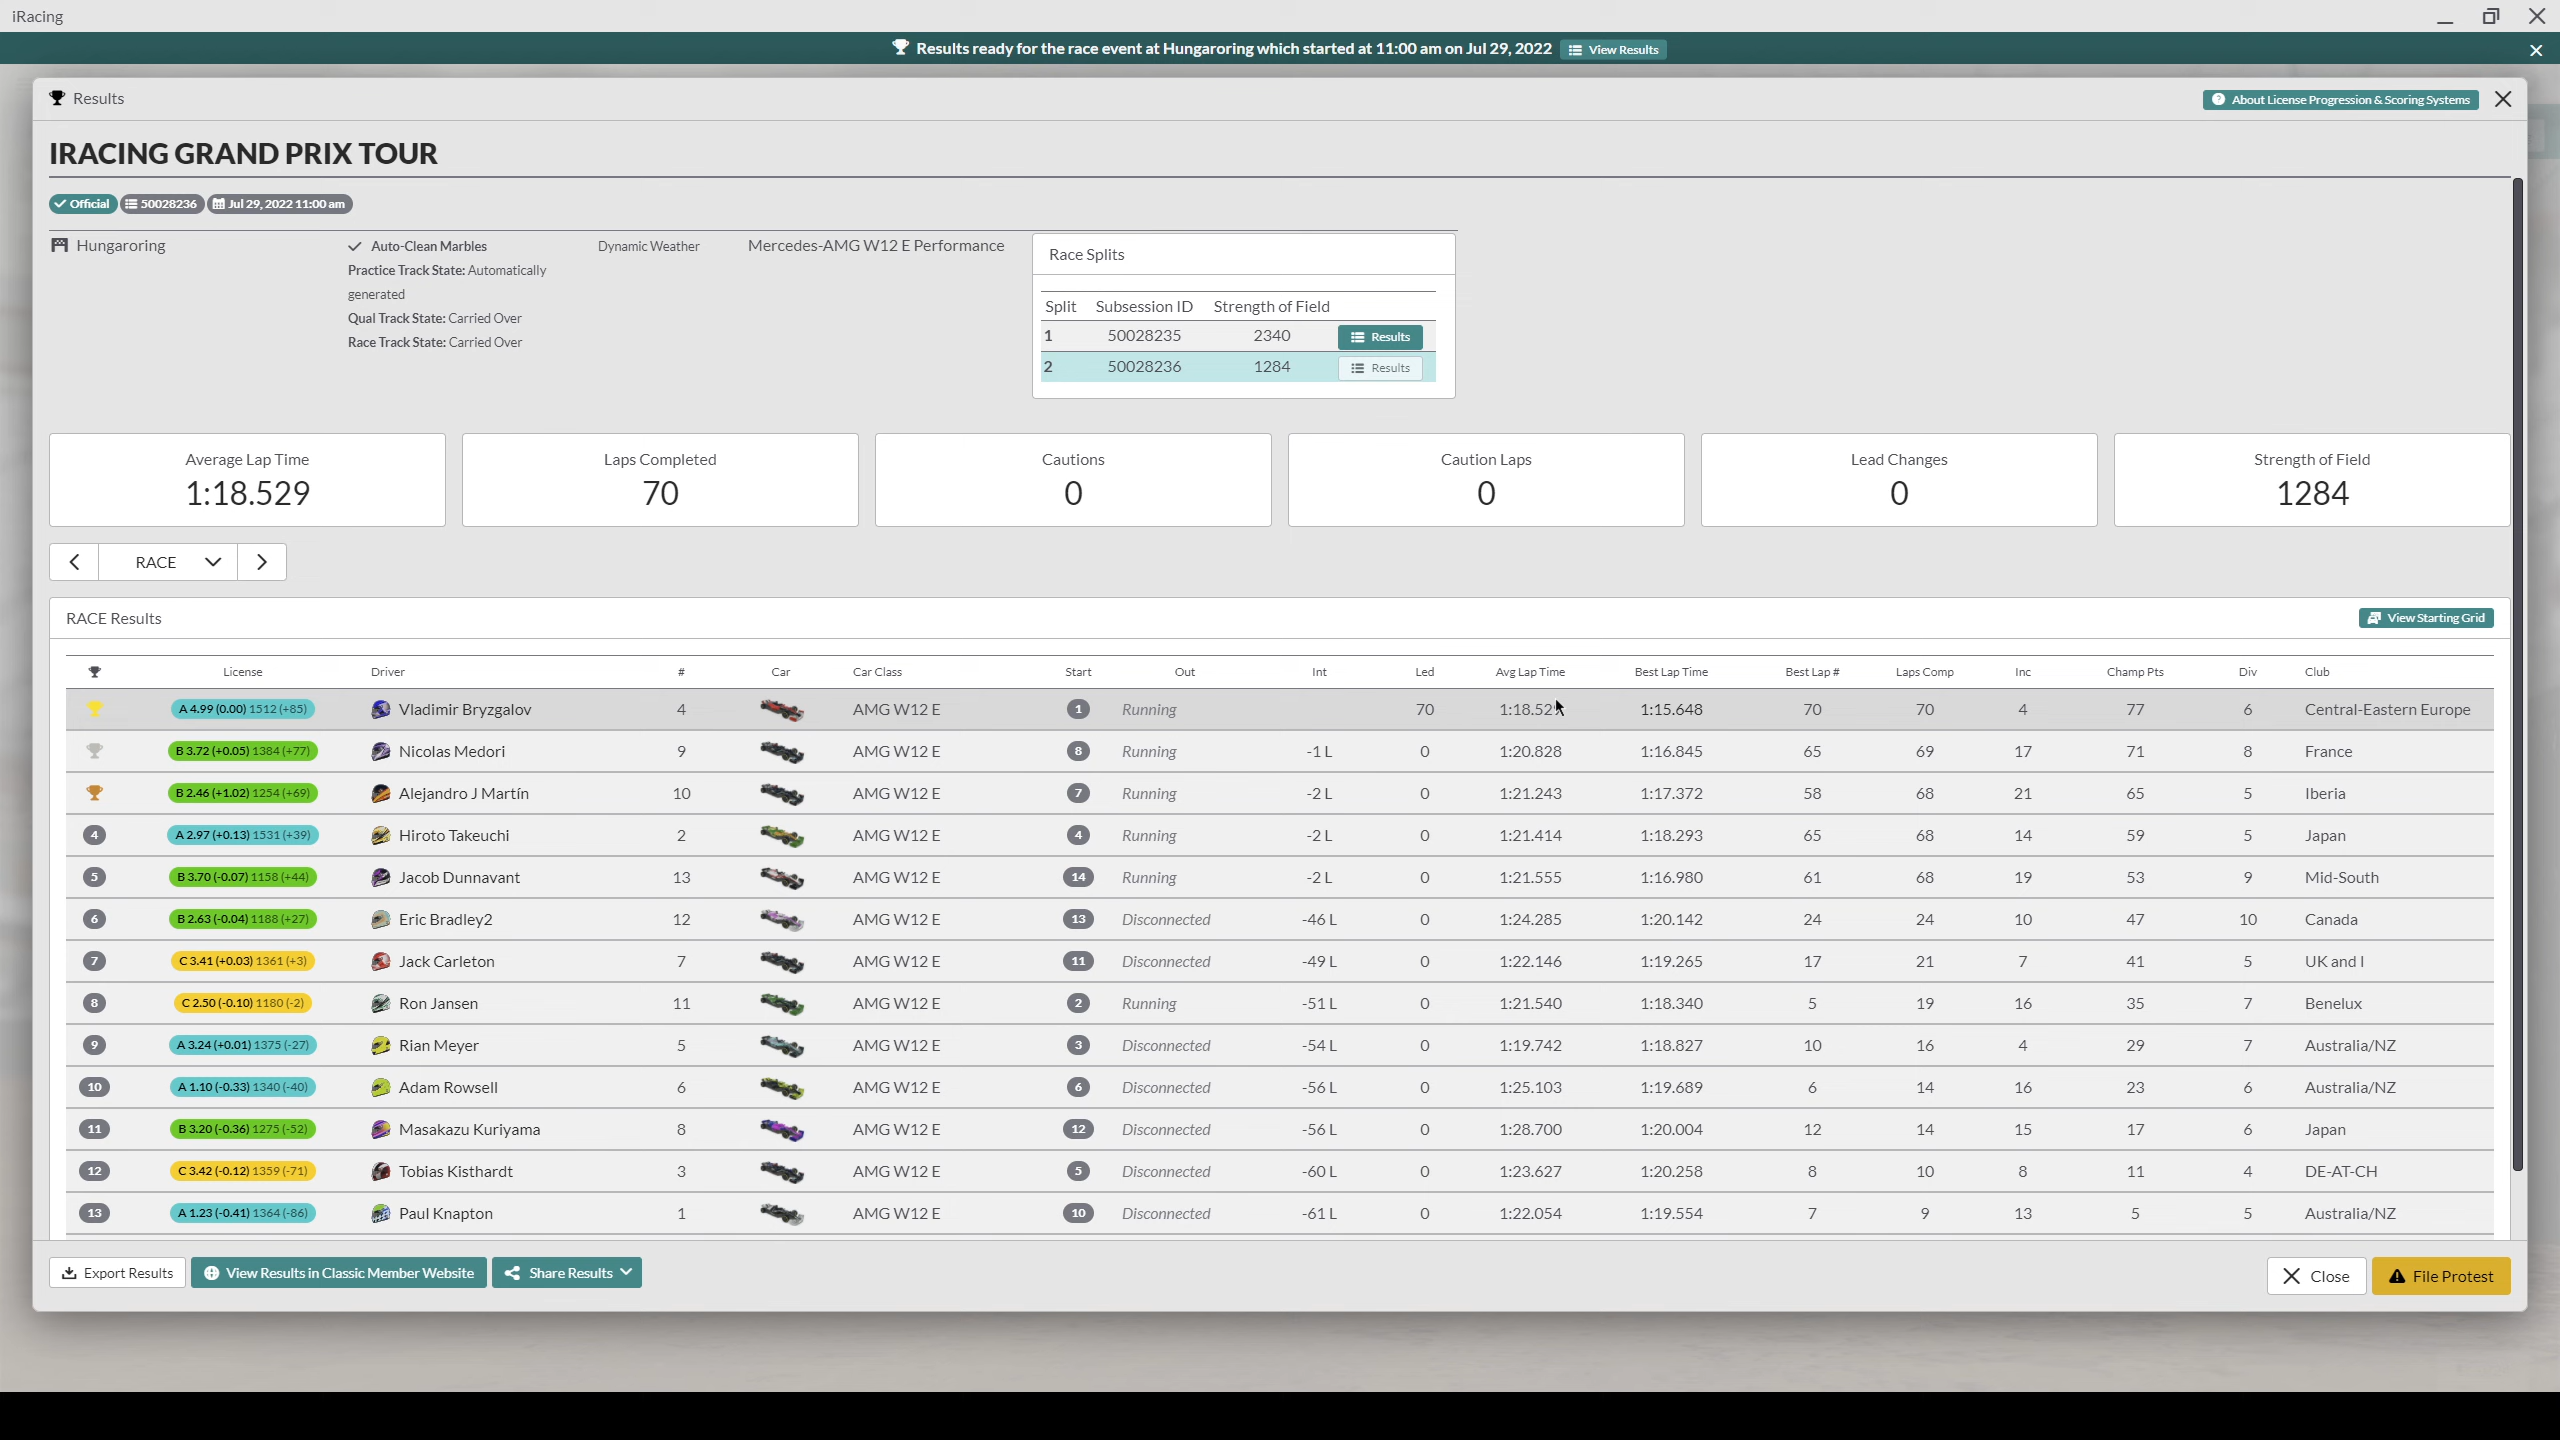 iRacing
Results ready for the race event at Hungaroring which started at 11:00 am on Jul 29, 2022 View Results
Results About License Progression & Scoring Systems
IRACING GRAND PRIX TOUR
Official 50028236 Jul 29, 2022 11:00 am
Hungaroring Auto-Clean Marbles Dynamic Weather Mercedes-AMG W12 E Performance
Practice Track State: Automatically
generated
Qual Track State: Carried Over
Race Track State: Carried Over
Race Splits
Split Subsession ID Strength of Field
1 50028235 2340 Results
2 50028236 1284 Results
Average Lap Time Laps Completed Cautions Caution Laps Lead Changes Strength of Field
1:18.529 70 0 0 0 1284
RACE
RACE Results View Starting Grid
License Driver # Car Car Class Start Out Int Led Avg Lap Time Best Lap Time Best Lap # Laps Comp Inc Champ Pts Div Club
A 4.99 (0.00) 1512 (+85) Vladimir Bryzgalov 4 AMG W12 E 1 Running 70 1:18.529 1:15.648 70 70 4 77 6 Central-Eastern Europe
B 3.72 (+0.05) 1384 (+77) Nicolas Medori 9 AMG W12 E 8 Running -1 L 0 1:20.828 1:16.845 65 69 17 71 8 France
B 2.46 (+1.02) 1254 (+69) Alejandro J Martín 10 AMG W12 E 7 Running -2 L 0 1:21.243 1:17.372 58 68 21 65 5 Iberia
4 A 2.97 (+0.13) 1531 (+39) Hiroto Takeuchi 2 AMG W12 E 4 Running -2 L 0 1:21.414 1:18.293 65 68 14 59 5 Japan
5 B 3.70 (-0.07) 1158 (+44) Jacob Dunnavant 13 AMG W12 E 14 Running -2 L 0 1:21.555 1:16.980 61 68 19 53 9 Mid-South
6 B 2.63 (-0.04) 1188 (+27) Eric Bradley2 12 AMG W12 E 13 Disconnected -46 L 0 1:24.285 1:20.142 24 24 10 47 10 Canada
7 C 3.41 (+0.03) 1361 (+3) Jack Carleton 7 AMG W12 E 11 Disconnected -49 L 0 1:22.146 1:19.265 17 21 7 41 5 UK and I
8 C 2.50 (-0.10) 1180 (-2) Ron Jansen 11 AMG W12 E 2 Running -51 L 0 1:21.540 1:18.340 5 19 16 35 7 Benelux
9 A 3.24 (+0.01) 1375 (-27) Rian Meyer 5 AMG W12 E 3 Disconnected -54 L 0 1:19.742 1:18.827 10 16 4 29 7 Australia/NZ
10 A 1.10 (-0.33) 1340 (-40) Adam Rowsell 6 AMG W12 E 6 Disconnected -56 L 0 1:25.103 1:19.689 6 14 16 23 6 Australia/NZ
11 B 3.20 (-0.36) 1275 (-52) Masakazu Kuriyama 8 AMG W12 E 12 Disconnected -56 L 0 1:28.700 1:20.004 12 14 15 17 6 Japan
12 C 3.42 (-0.12) 1359 (-71) Tobias Kisthardt 3 AMG W12 E 5 Disconnected -60 L 0 1:23.627 1:20.258 8 10 8 11 4 DE-AT-CH
13 A 1.23 (-0.41) 1364 (-86) Paul Knapton 1 AMG W12 E 10 Disconnected -61 L 0 1:22.054 1:19.554 7 9 13 5 5 Australia/NZ
Export Results View Results in Classic Member Website Share Results Close File Protest